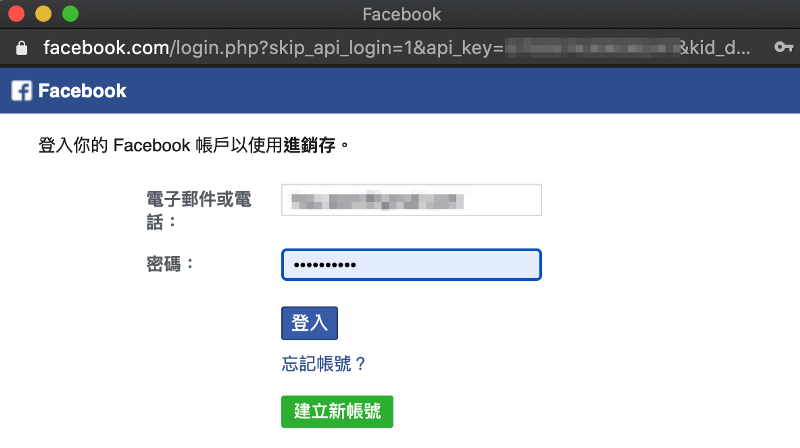 Facebook
facebook.com/login.php?skip_api_login=1&api_key= &kid_d...
Facebook
登入你的 Facebook 帳戶以使用進銷存。
電子郵件或電
話：
密碼：
登入
忘記帳號？
建立新帳號